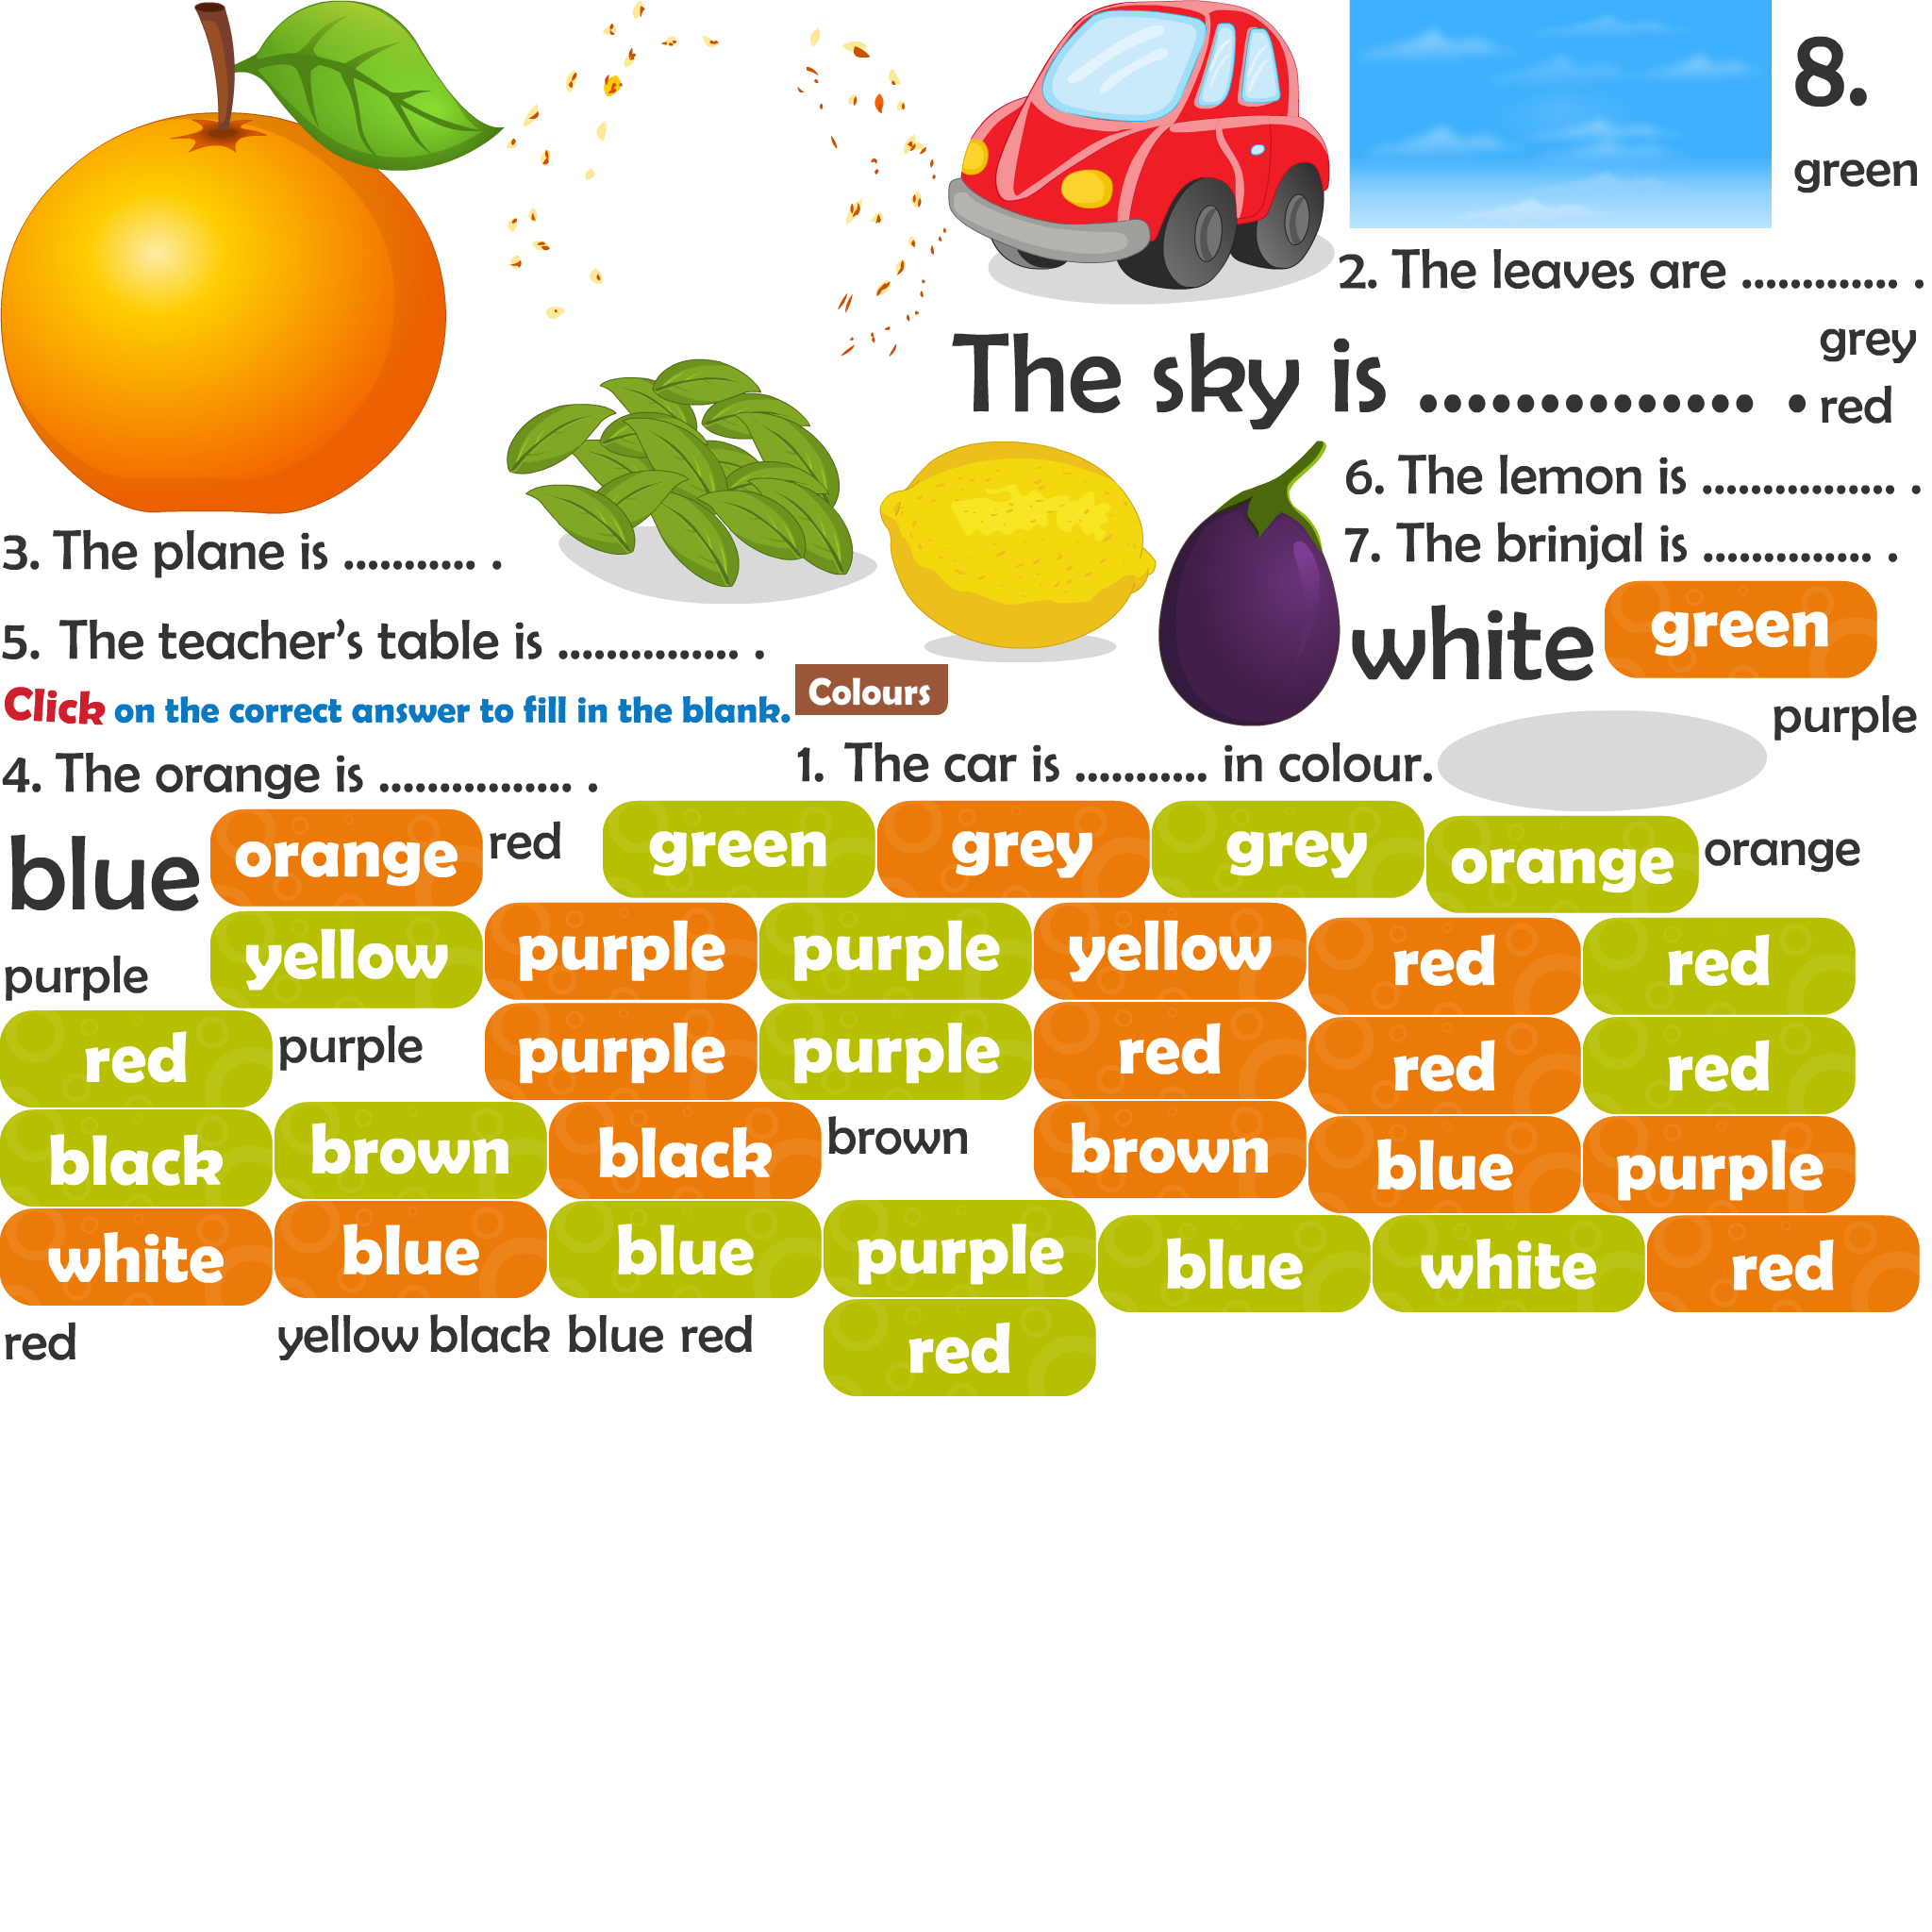 8.
green
2. The leaves are ............. .
grey
The sky is .............. .
red
6. The lemon is ................ .
7. The brinjal is .............. .
3. The plane is ........... .
green
white
5. The teacher's table is ............... .
Colours
Click on the correct answer to fill in the blank.
purple
1. The car is ........... in colour.
4. The orange is ................ .
blue
orange
red
green
grey
grey
orange
orange
purple
yellow
purple
purple
yellow
red
red
red
purple
purple
purple
red
red
red
black
brown
black
brown
brown
blue
purple
white
blue
blue
purple
blue
white
red
red
yellow
black
blue
red
red